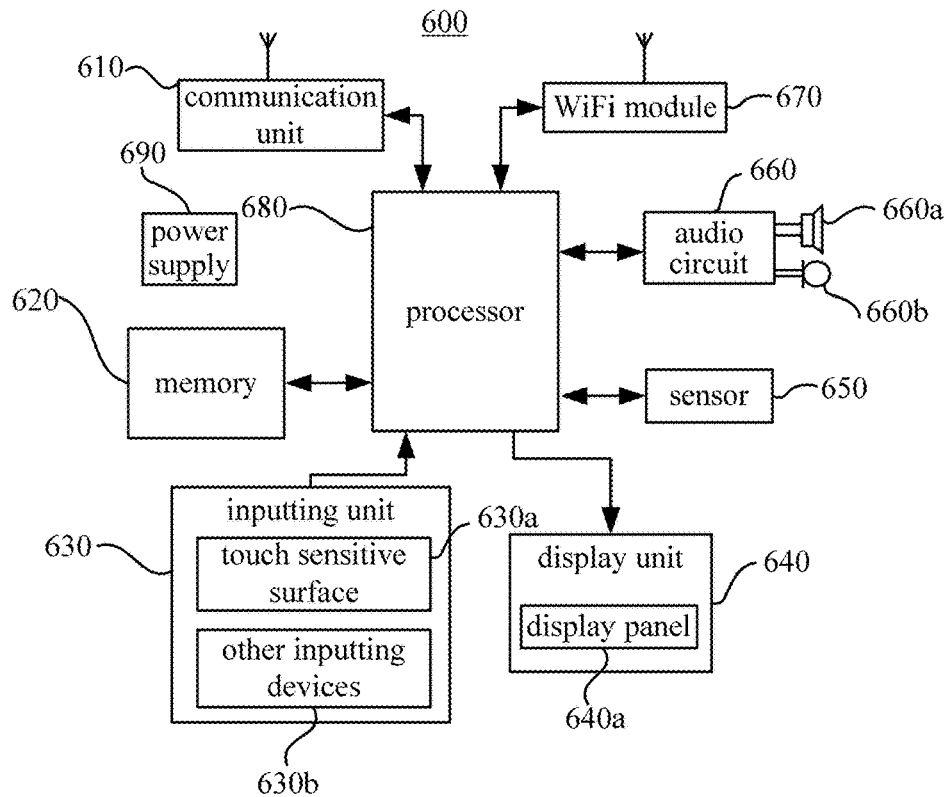 600
610
communication
unit
WiFi module
670
690
power
supply
680
processor
660
audio
circuit
660a
660b
620
memory
sensor
650
630
inputting unit
630a
touch sensitive
surface
other inputting
devices
630b
display unit
640
display panel
640a